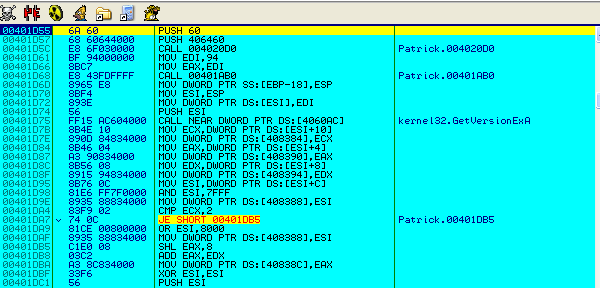 00401D55 6A 60 PUSH 60
00401D57 68 60644000 PUSH 406460
00401D5C E8 6F030000 CALL 004020D0 Patrick.004020D0
00401D61 BF 94000000 MOV EDI,94
00401D66 8BC7 MOV EAX,EDI
00401D68 E8 43FDFFFF CALL 00401AB0 Patrick.00401AB0
00401D6D 8965 E8 MOV DWORD PTR SS:[EBP-18],ESP
00401D70 8BF4 MOV ESI,ESP
00401D72 893E MOV DWORD PTR DS:[ESI],EDI
00401D74 56 PUSH ESI
00401D75 FF15 AC604000 CALL NEAR DWORD PTR DS:[4060AC] kernel32.GetVersionExA
00401D7B 8B4E 10 MOV ECX,DWORD PTR DS:[ESI+10]
00401D7E 890D 84834000 MOV DWORD PTR DS:[408384],ECX
00401D84 8B46 04 MOV EAX,DWORD PTR DS:[ESI+4]
00401D87 A3 90834000 MOV DWORD PTR DS:[408390],EAX
00401D8C 8B56 08 MOV EDX,DWORD PTR DS:[ESI+8]
00401D8F 8915 94834000 MOV DWORD PTR DS:[408394],EDX
00401D95 8B76 0C MOV ESI,DWORD PTR DS:[ESI+C]
00401D98 81E6 FF7F0000 AND ESI,7FFF
00401D9E 8935 88834000 MOV DWORD PTR DS:[408388],ESI
00401DA4 83F9 02 CMP ECX,2
00401DA7 74 0C JE SHORT 00401DB5 Patrick.00401DB5
00401DA9 81CE 00800000 OR ESI,8000
00401DAF 8935 88834000 MOV DWORD PTR DS:[408388],ESI
00401DB5 C1E0 08 SHL EAX,8
00401DB8 03C2 ADD EAX,EDX
00401DBA A3 8C834000 MOV DWORD PTR DS:[40838C],EAX
00401DBF 33F6 XOR ESI,ESI
00401DC1 56 PUSH ESI